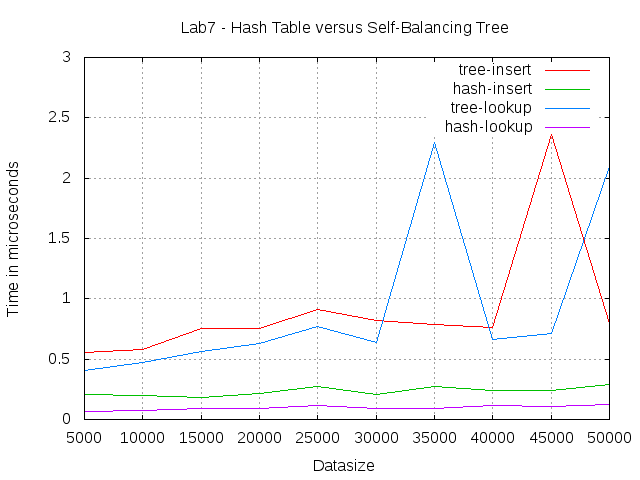 Lab7 - Hash Table versus Self-Balancing Tree
3
2.5
2
1.5
1
0.5
0
Time in microseconds
tree-insert
hash-insert
tree-lookup
hash-lookup
5000 10000 15000 20000 25000 30000 35000 40000 45000 50000
Datasize